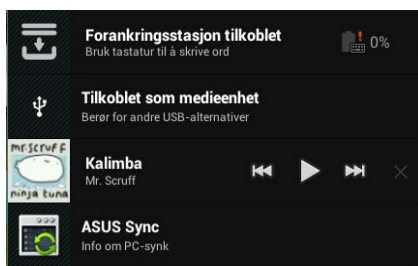 Forankringsstasjon tilkoblet
Bruk tastatur til å skrive ord
0%
Tilkoblet som medieenhet
Berør for andre USB-alternativer
mr.scruff
ninja tuna
Kalimba
Mr. Scruff
ASUS Sync
Info om PC-synk